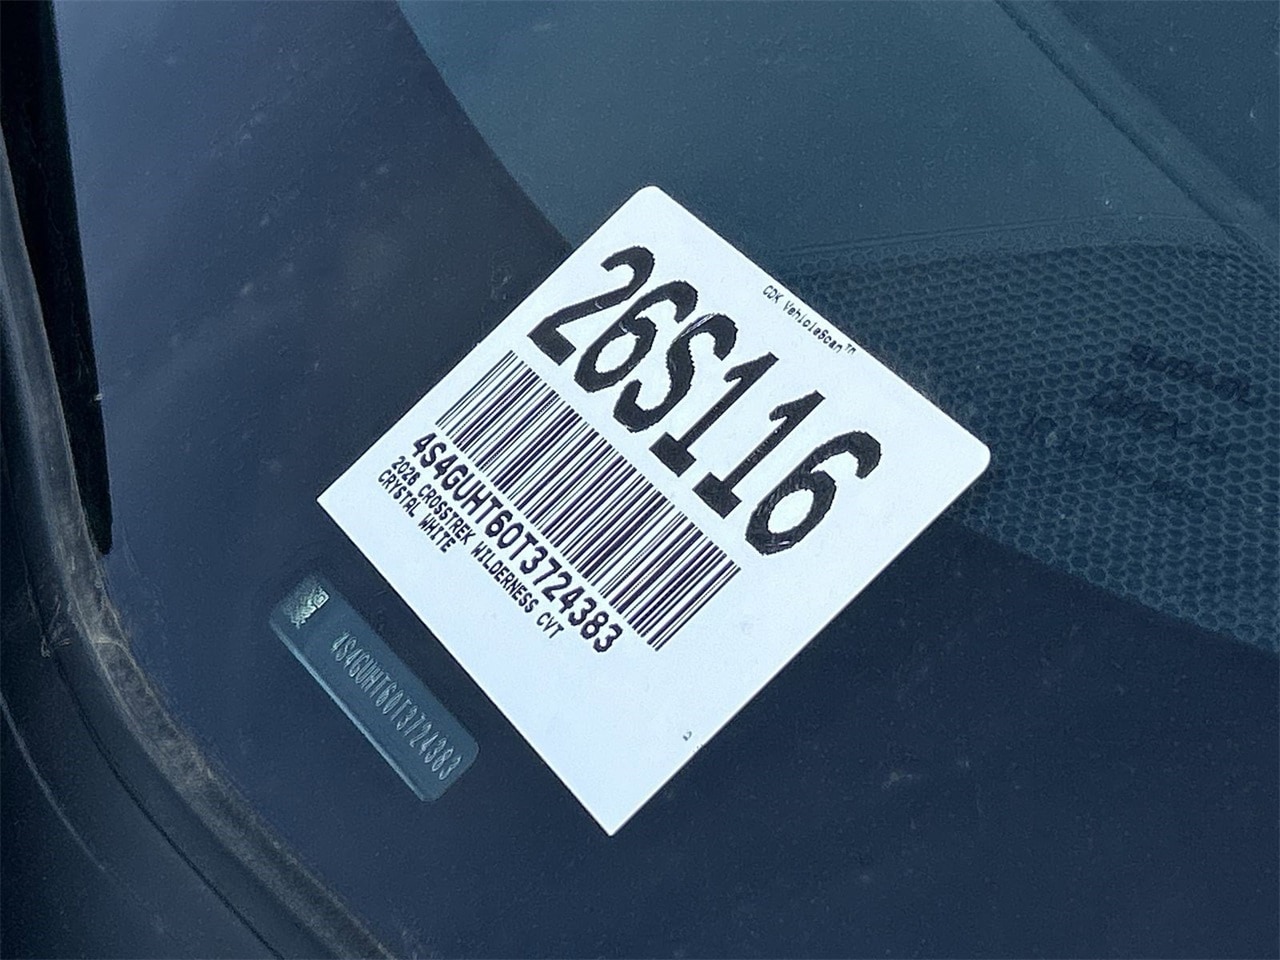 CDK VehicleScan™
26S116
4S4GUHT60T3724383
2026 CROSSTREK WILDERNESS CVT
CRYSTAL WHITE
4S4GUHT60T3724383